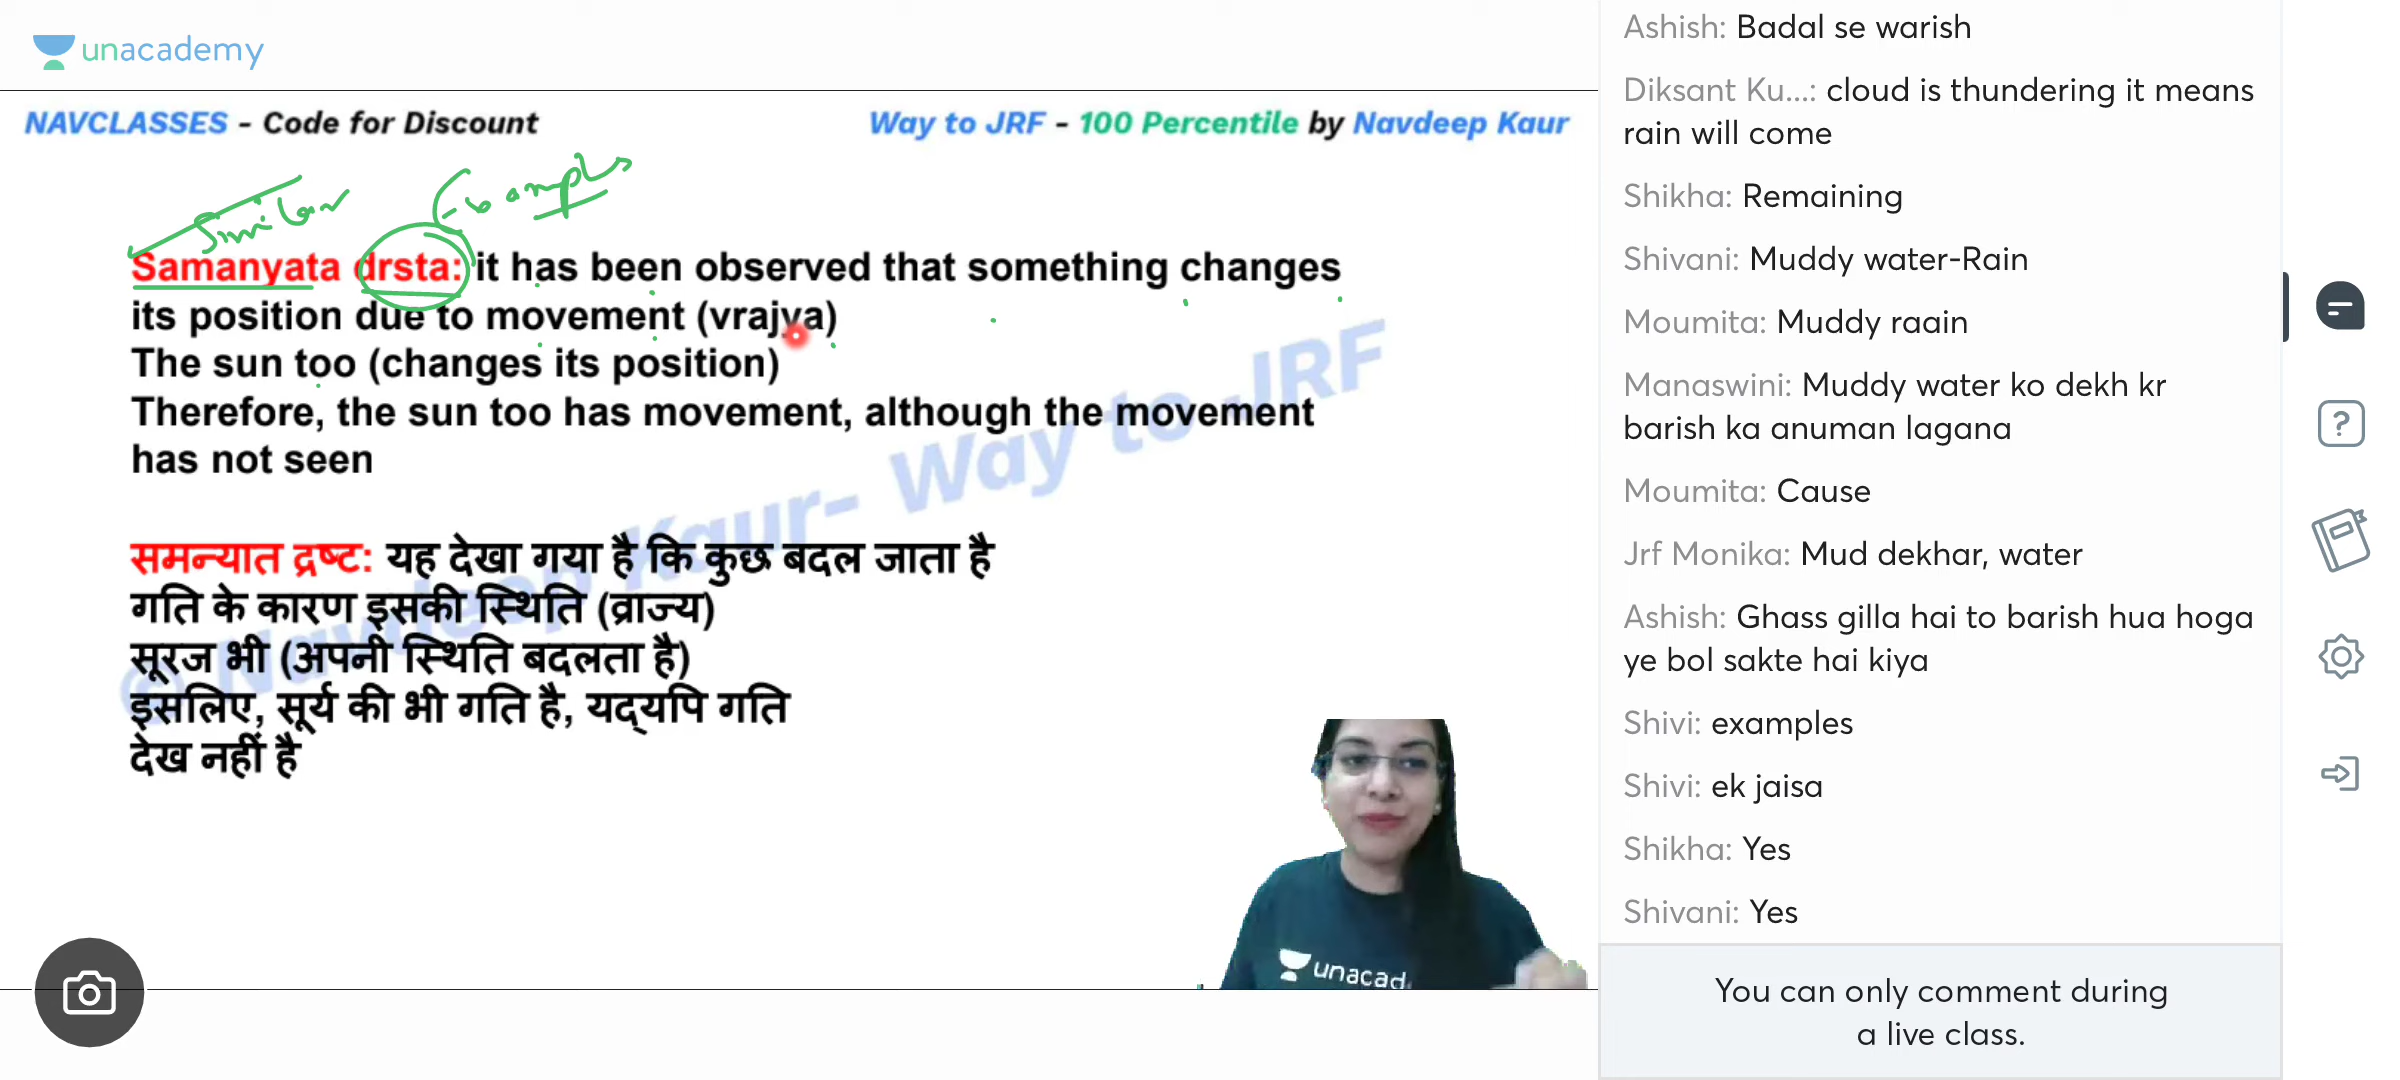 unacademy
NAVCLASSES - Code for Discount
Way to JRF - 100 Percentile by Navdeep Kaur
Similar
Example
Samanyata drsta: it has been observed that something changes
its position due to movement (vrajva)
The sun too (changes its position)
Therefore, the sun too has movement, although the movement
has not seen
समन्यात द्रष्ट: यह देखा गया है कि कुछ बदल जाता है
गति के कारण इसकी स्थिति (व्राज्य)
सूरज भी (अपनी स्थिति बदलता है)
इसलिए, सूर्य की भी गति है, यद्यपि गति
देख नहीं है
© Navdeep Kaur- Way to JRF
unacad
Ashish: Badal se warish
Diksant Ku...: cloud is thundering it means
rain will come
Shikha: Remaining
Shivani: Muddy water-Rain
Moumita: Muddy raain
Manaswini: Muddy water ko dekh kr
barish ka anuman lagana
Moumita: Cause
Jrf Monika: Mud dekhar, water
Ashish: Ghass gilla hai to barish hua hoga
ye bol sakte hai kiya
Shivi: examples
Shivi: ek jaisa
Shikha: Yes
Shivani: Yes
You can only comment during
a live class.